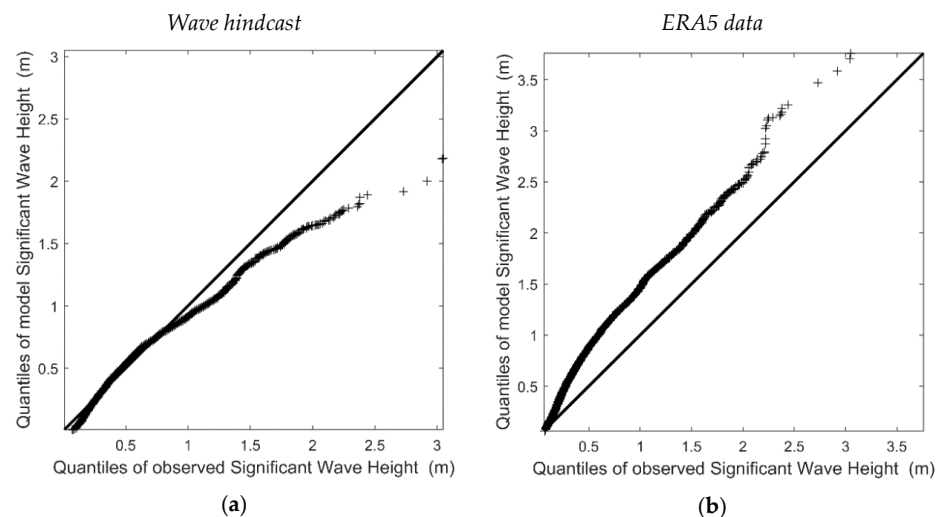 Wave hindcast
3
2.5
2
1.5
1
0.5
Quantiles of model Significant Wave Height (m)
0.5 1 1.5 2 2.5 3
Quantiles of observed Significant Wave Height (m)
(a)
ERA5 data
3.5
3
2.5
2
1.5
1
0.5
Quantiles of model Significant Wave Height (m)
0.5 1 1.5 2 2.5 3 3.5
Quantiles of observed Significant Wave Height (m)
(b)